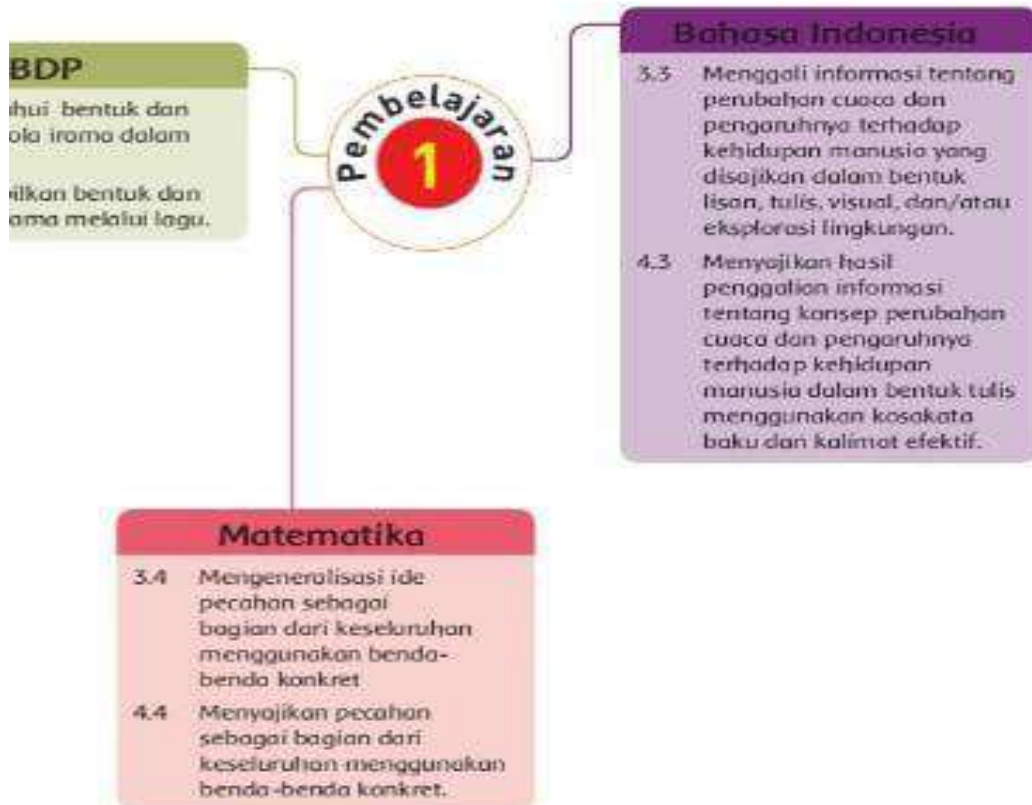 BDP
ahui bentuk dan
ola irama dalam
ilkan bentuk dan
ama melalui lagu.
Pembelajaran
1
Bahasa Indonesia
3.3 Menggali informasi tentang
perubahan cuaca dan
pengaruhnya terhadap
kehidupan manusia yang
disajikan dalam bentuk
lisan, tulis, visual, dan/atau
eksplorasi lingkungan.
4.3 Menyajikan hasil
penggalian informasi
tentang konsep perubahan
cuaca dan pengaruhnya
terhadap kehidupan
manusia dalam bentuk tulis
menggunakan kosakata
baku dan kalimat efektif.
Matematika
3.4 Mengeneralisasi ide
pecahan sebagai
bagian dari keseluruhan
menggunakan benda-
benda konkret
4.4 Menyajikan pecahan
sebagai bagian dari
keseluruhan menggunakan
benda-benda konkret.